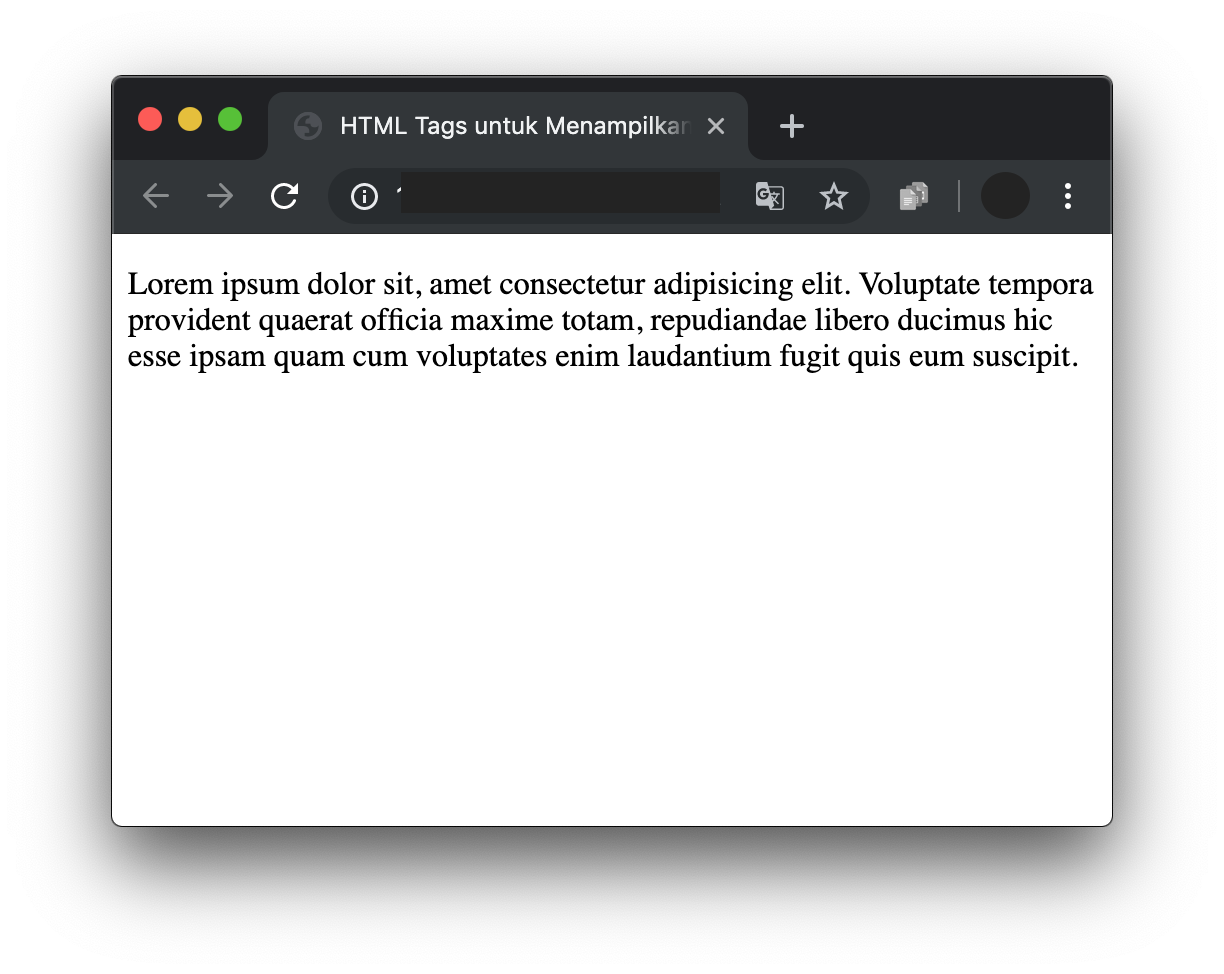 HTML Tags untuk Menampilkan
Lorem ipsum dolor sit, amet consectetur adipisicing elit. Voluptate tempora
provident quaerat officia maxime totam, repudiandae libero ducimus hic
esse ipsam quam cum voluptates enim laudantium fugit quis eum suscipit.